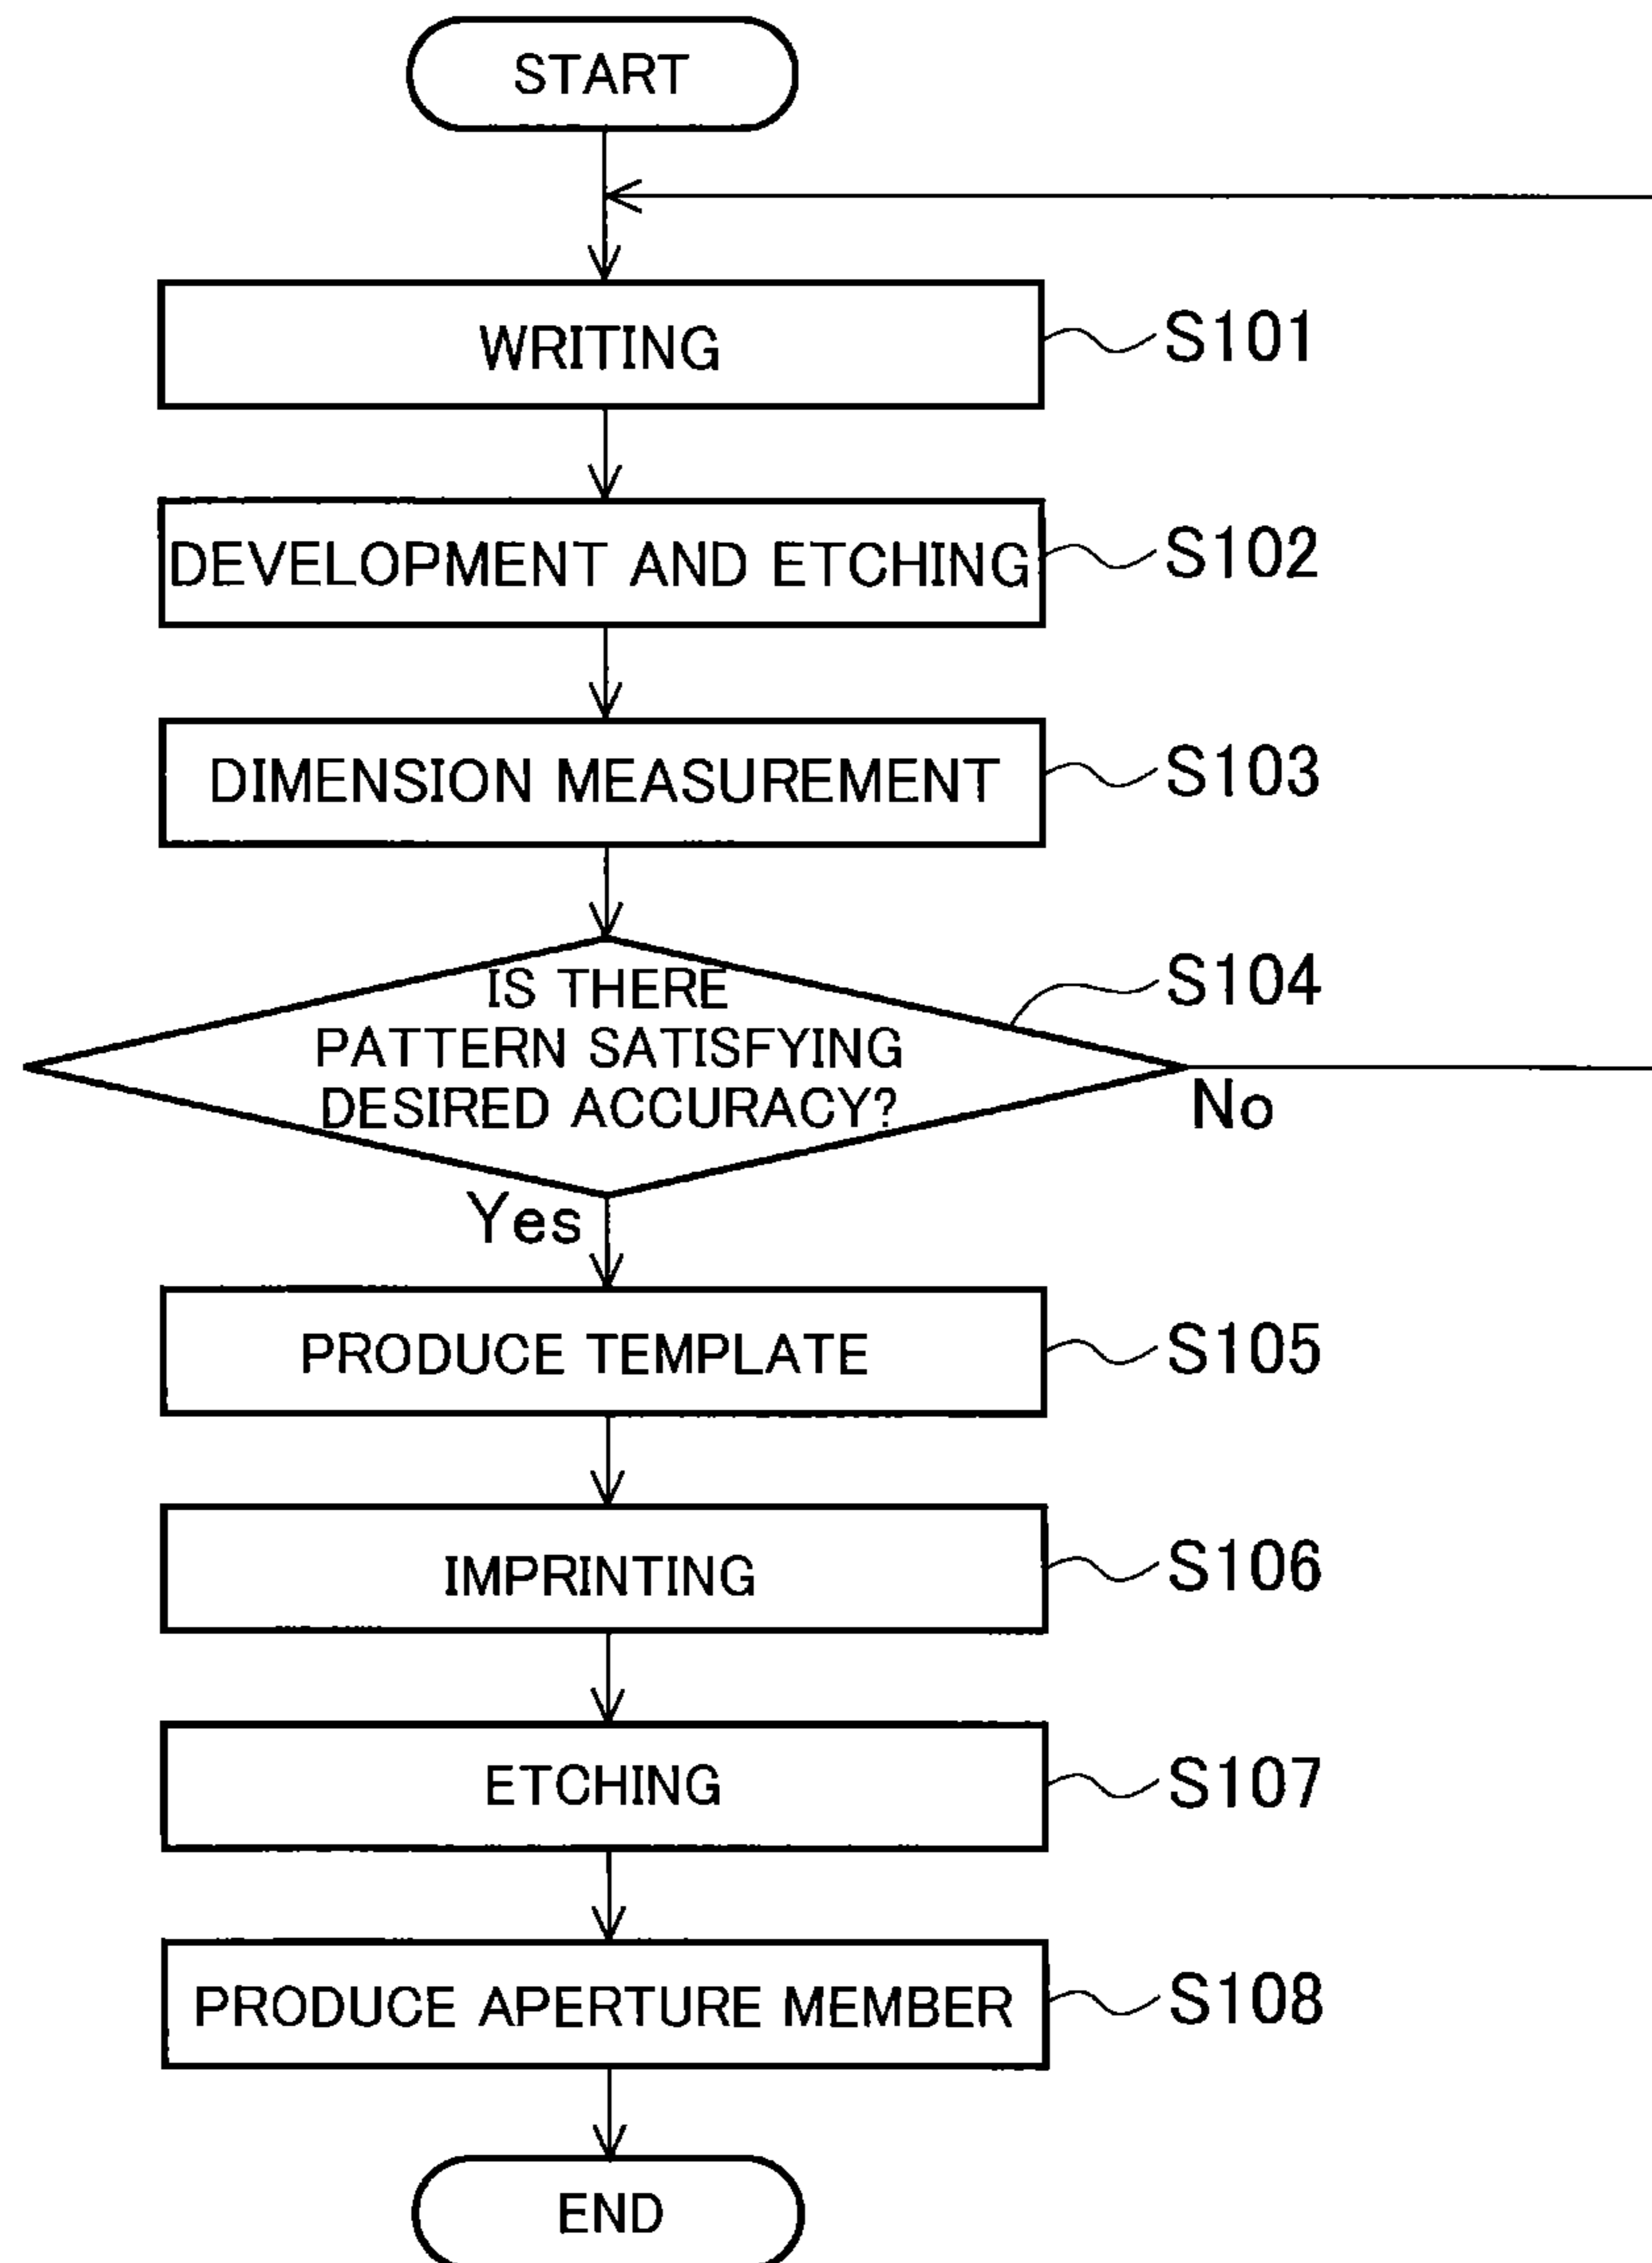 START
WRITING
S101
DEVELOPMENT AND ETCHING
S102
DIMENSION MEASUREMENT
S103
IS THERE
PATTERN SATISFYING
DESIRED ACCURACY?
S104
No
Yes
PRODUCE TEMPLATE
S105
IMPRINTING
S106
ETCHING
S107
PRODUCE APERTURE MEMBER
S108
END